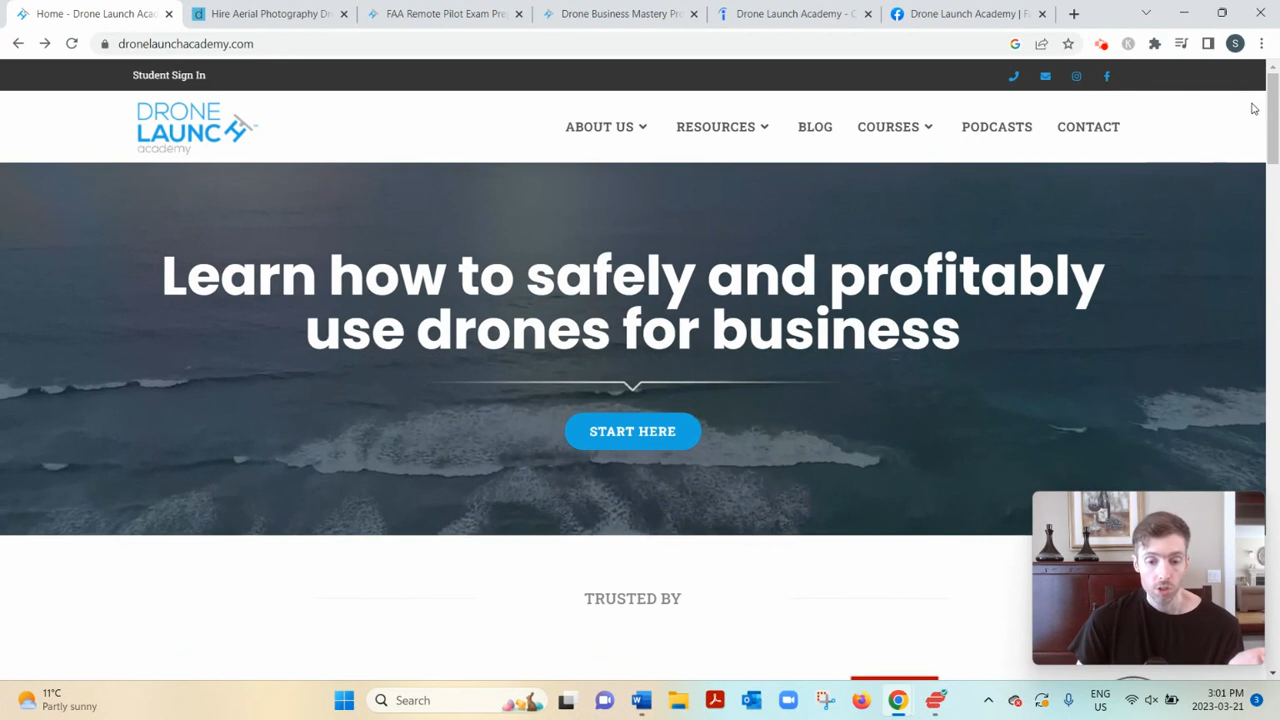 Home - Drone Launch Aca
Hire Aerial Photography Dr
FAA Remote Pilot Exam Prep
Drone Business Mastery Pro
Drone Launch Academy - C
Drone Launch Academy | F
dronelaunchacademy.com
Student Sign In
DRONE
LAUNCH
academy
ABOUT US
RESOURCES
BLOG
COURSES
PODCASTS
CONTACT
Learn how to safely and profitably
use drones for business
START HERE
TRUSTED BY
11°C
Partly sunny
Search
ENG
US
3:01 PM
2023-03-21
3